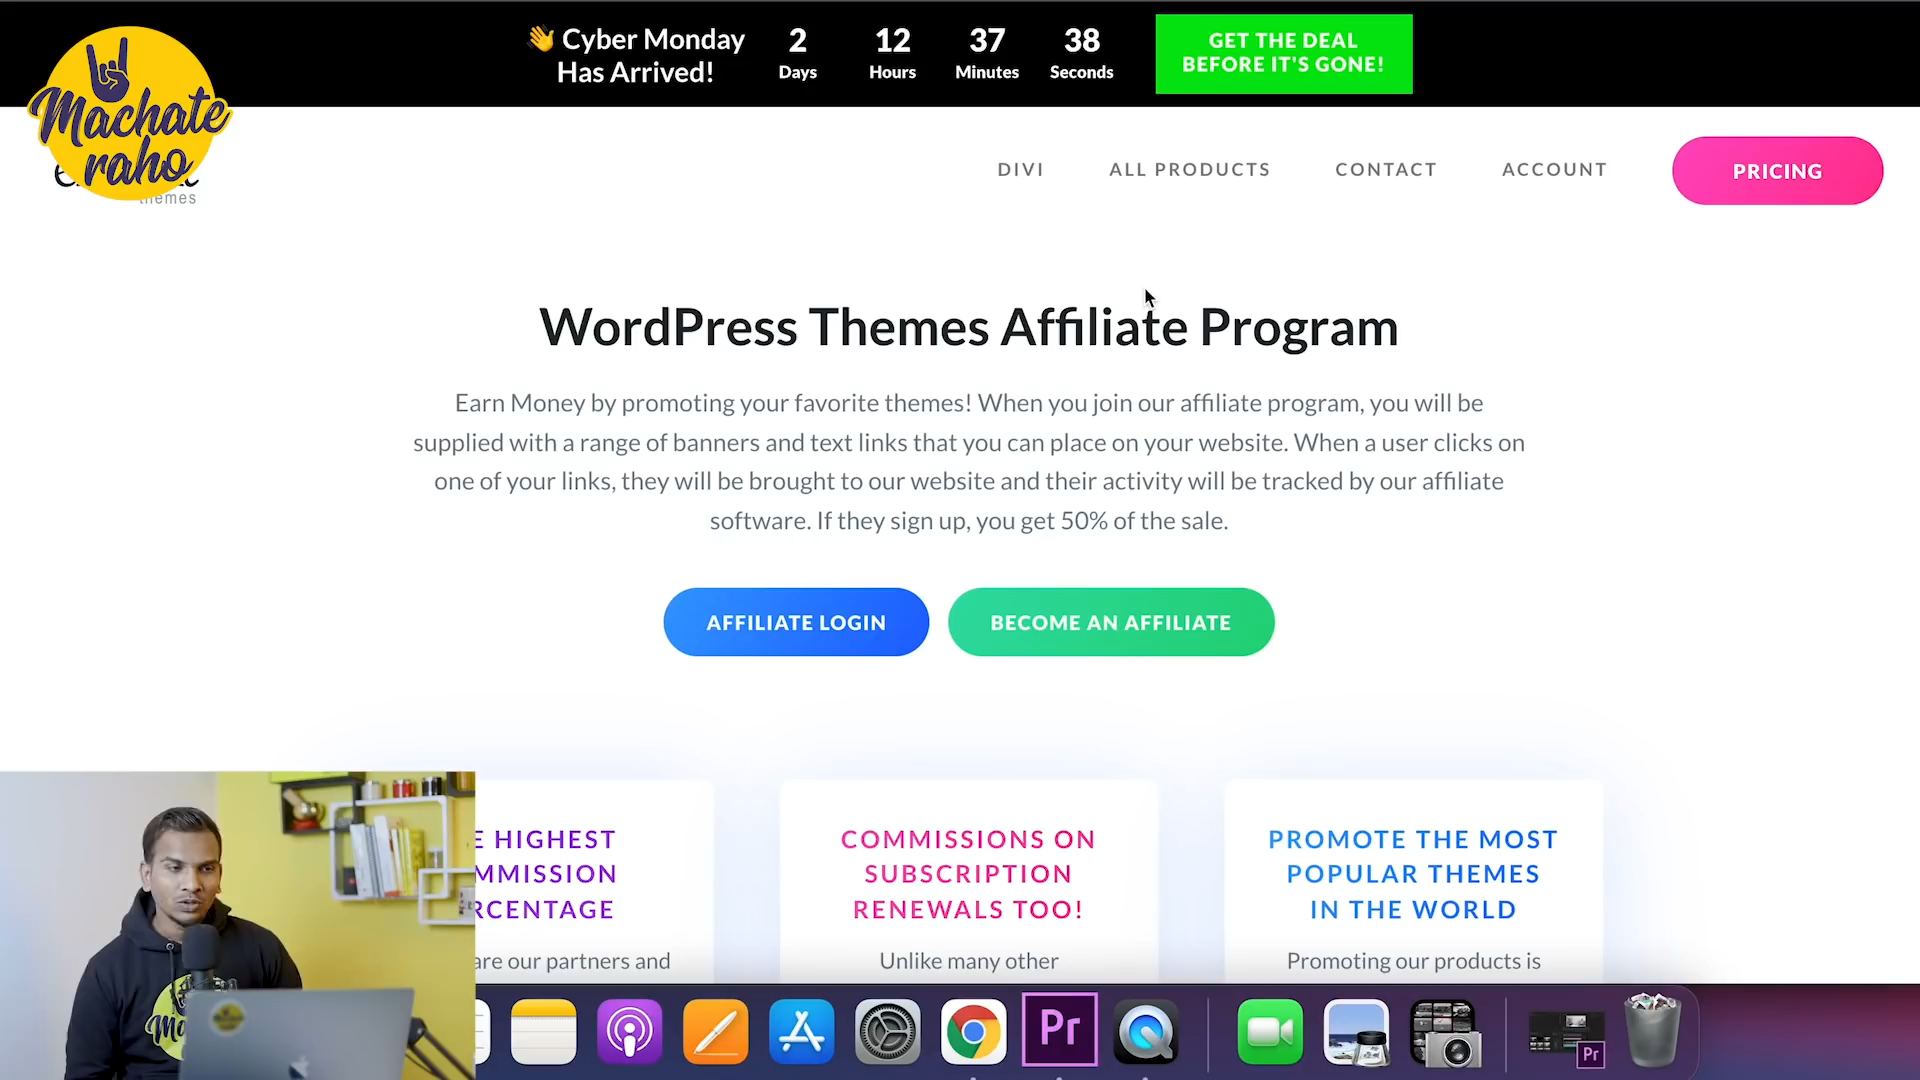 👋 Cyber Monday
Has Arrived!
2
Days
12
Hours
37
Minutes
38
Seconds
GET THE DEAL
BEFORE IT'S GONE!
Machate
raho
themes
DIVI
ALL PRODUCTS
CONTACT
ACCOUNT
PRICING
WordPress Themes Affiliate Program
Earn Money by promoting your favorite themes! When you join our affiliate program, you will be
supplied with a range of banners and text links that you can place on your website. When a user clicks on
one of your links, they will be brought to our website and their activity will be tracked by our affiliate
software. If they sign up, you get 50% of the sale.
AFFILIATE LOGIN
BECOME AN AFFILIATE
E HIGHEST
MMISSION
RCENTAGE
are our partners and
COMMISSIONS ON
SUBSCRIPTION
RENEWALS TOO!
Unlike many other
PROMOTE THE MOST
POPULAR THEMES
IN THE WORLD
Promoting our products is
Pr
Pr